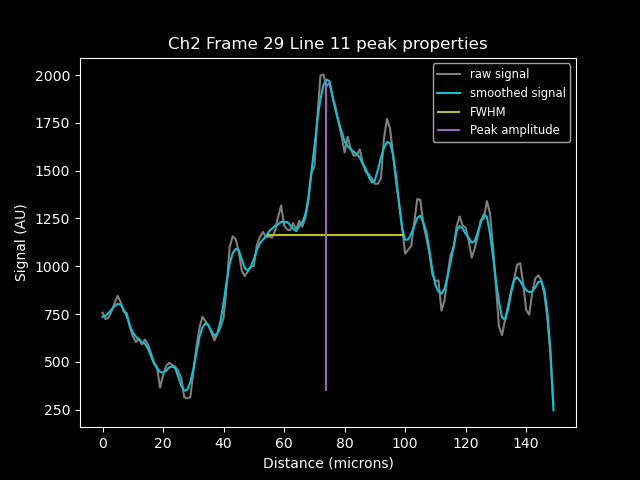 Ch2 Frame 29 Line 11 peak properties
raw signal
smoothed signal
FWHM
Peak amplitude
Signal (AU)
2000
1750
1500
1250
1000
750
500
250
0 20 40 60 80 100 120 140
Distance (microns)